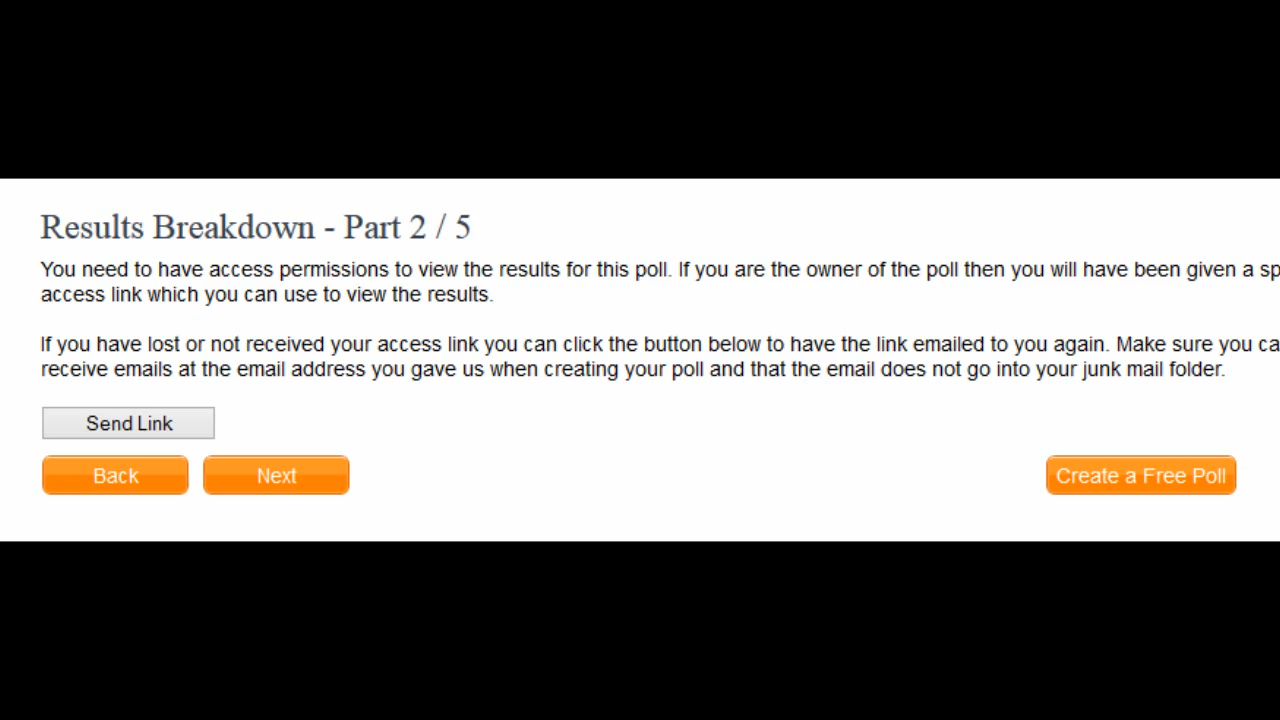 Results Breakdown - Part 2 / 5
You need to have access permissions to view the results for this poll. If you are the owner of the poll then you will have been given a sp
access link which you can use to view the results.
If you have lost or not received your access link you can click the button below to have the link emailed to you again. Make sure you ca
receive emails at the email address you gave us when creating your poll and that the email does not go into your junk mail folder.
Send Link
Back Next Create a Free Poll